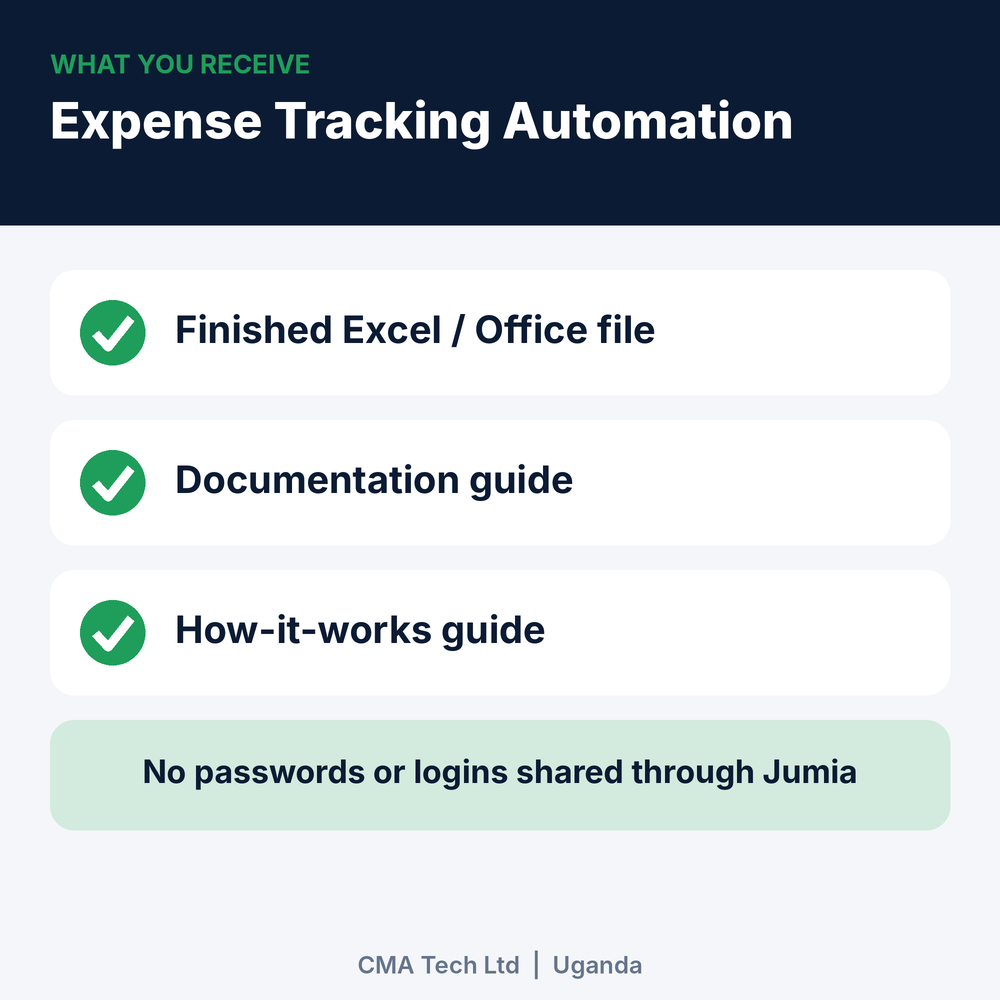 WHAT YOU RECEIVE
Expense Tracking Automation
Finished Excel / Office file
Documentation guide
How-it-works guide
No passwords or logins shared through Jumia
CMA Tech Ltd | Uganda